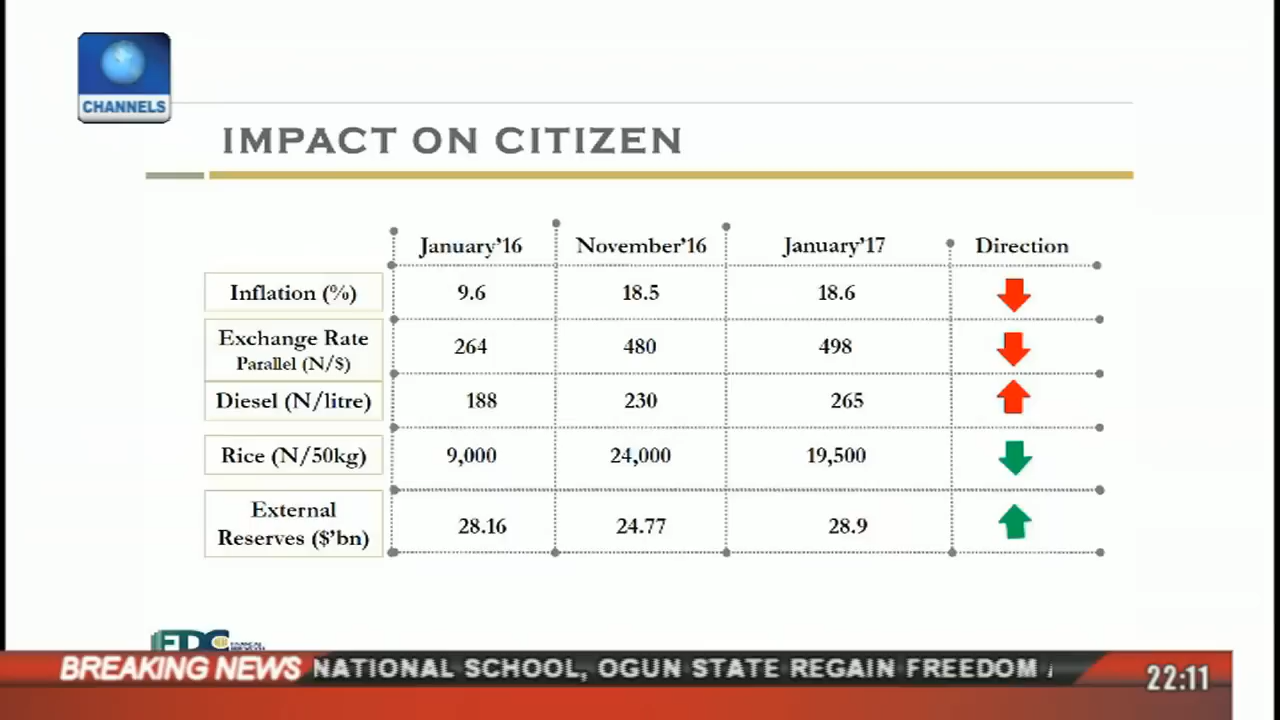 CHANNELS
IMPACT ON CITIZEN
January'16 November'16 January'17 Direction
Inflation (%) 9.6 18.5 18.6
Exchange Rate
Parallel (N/$) 264 480 498
Diesel (N/litre) 188 230 265
Rice (N/50kg) 9,000 24,000 19,500
External
Reserves ($'bn) 28.16 24.77 28.9
BREAKING NEWS NATIONAL SCHOOL, OGUN STATE REGAIN FREEDOM
22:11